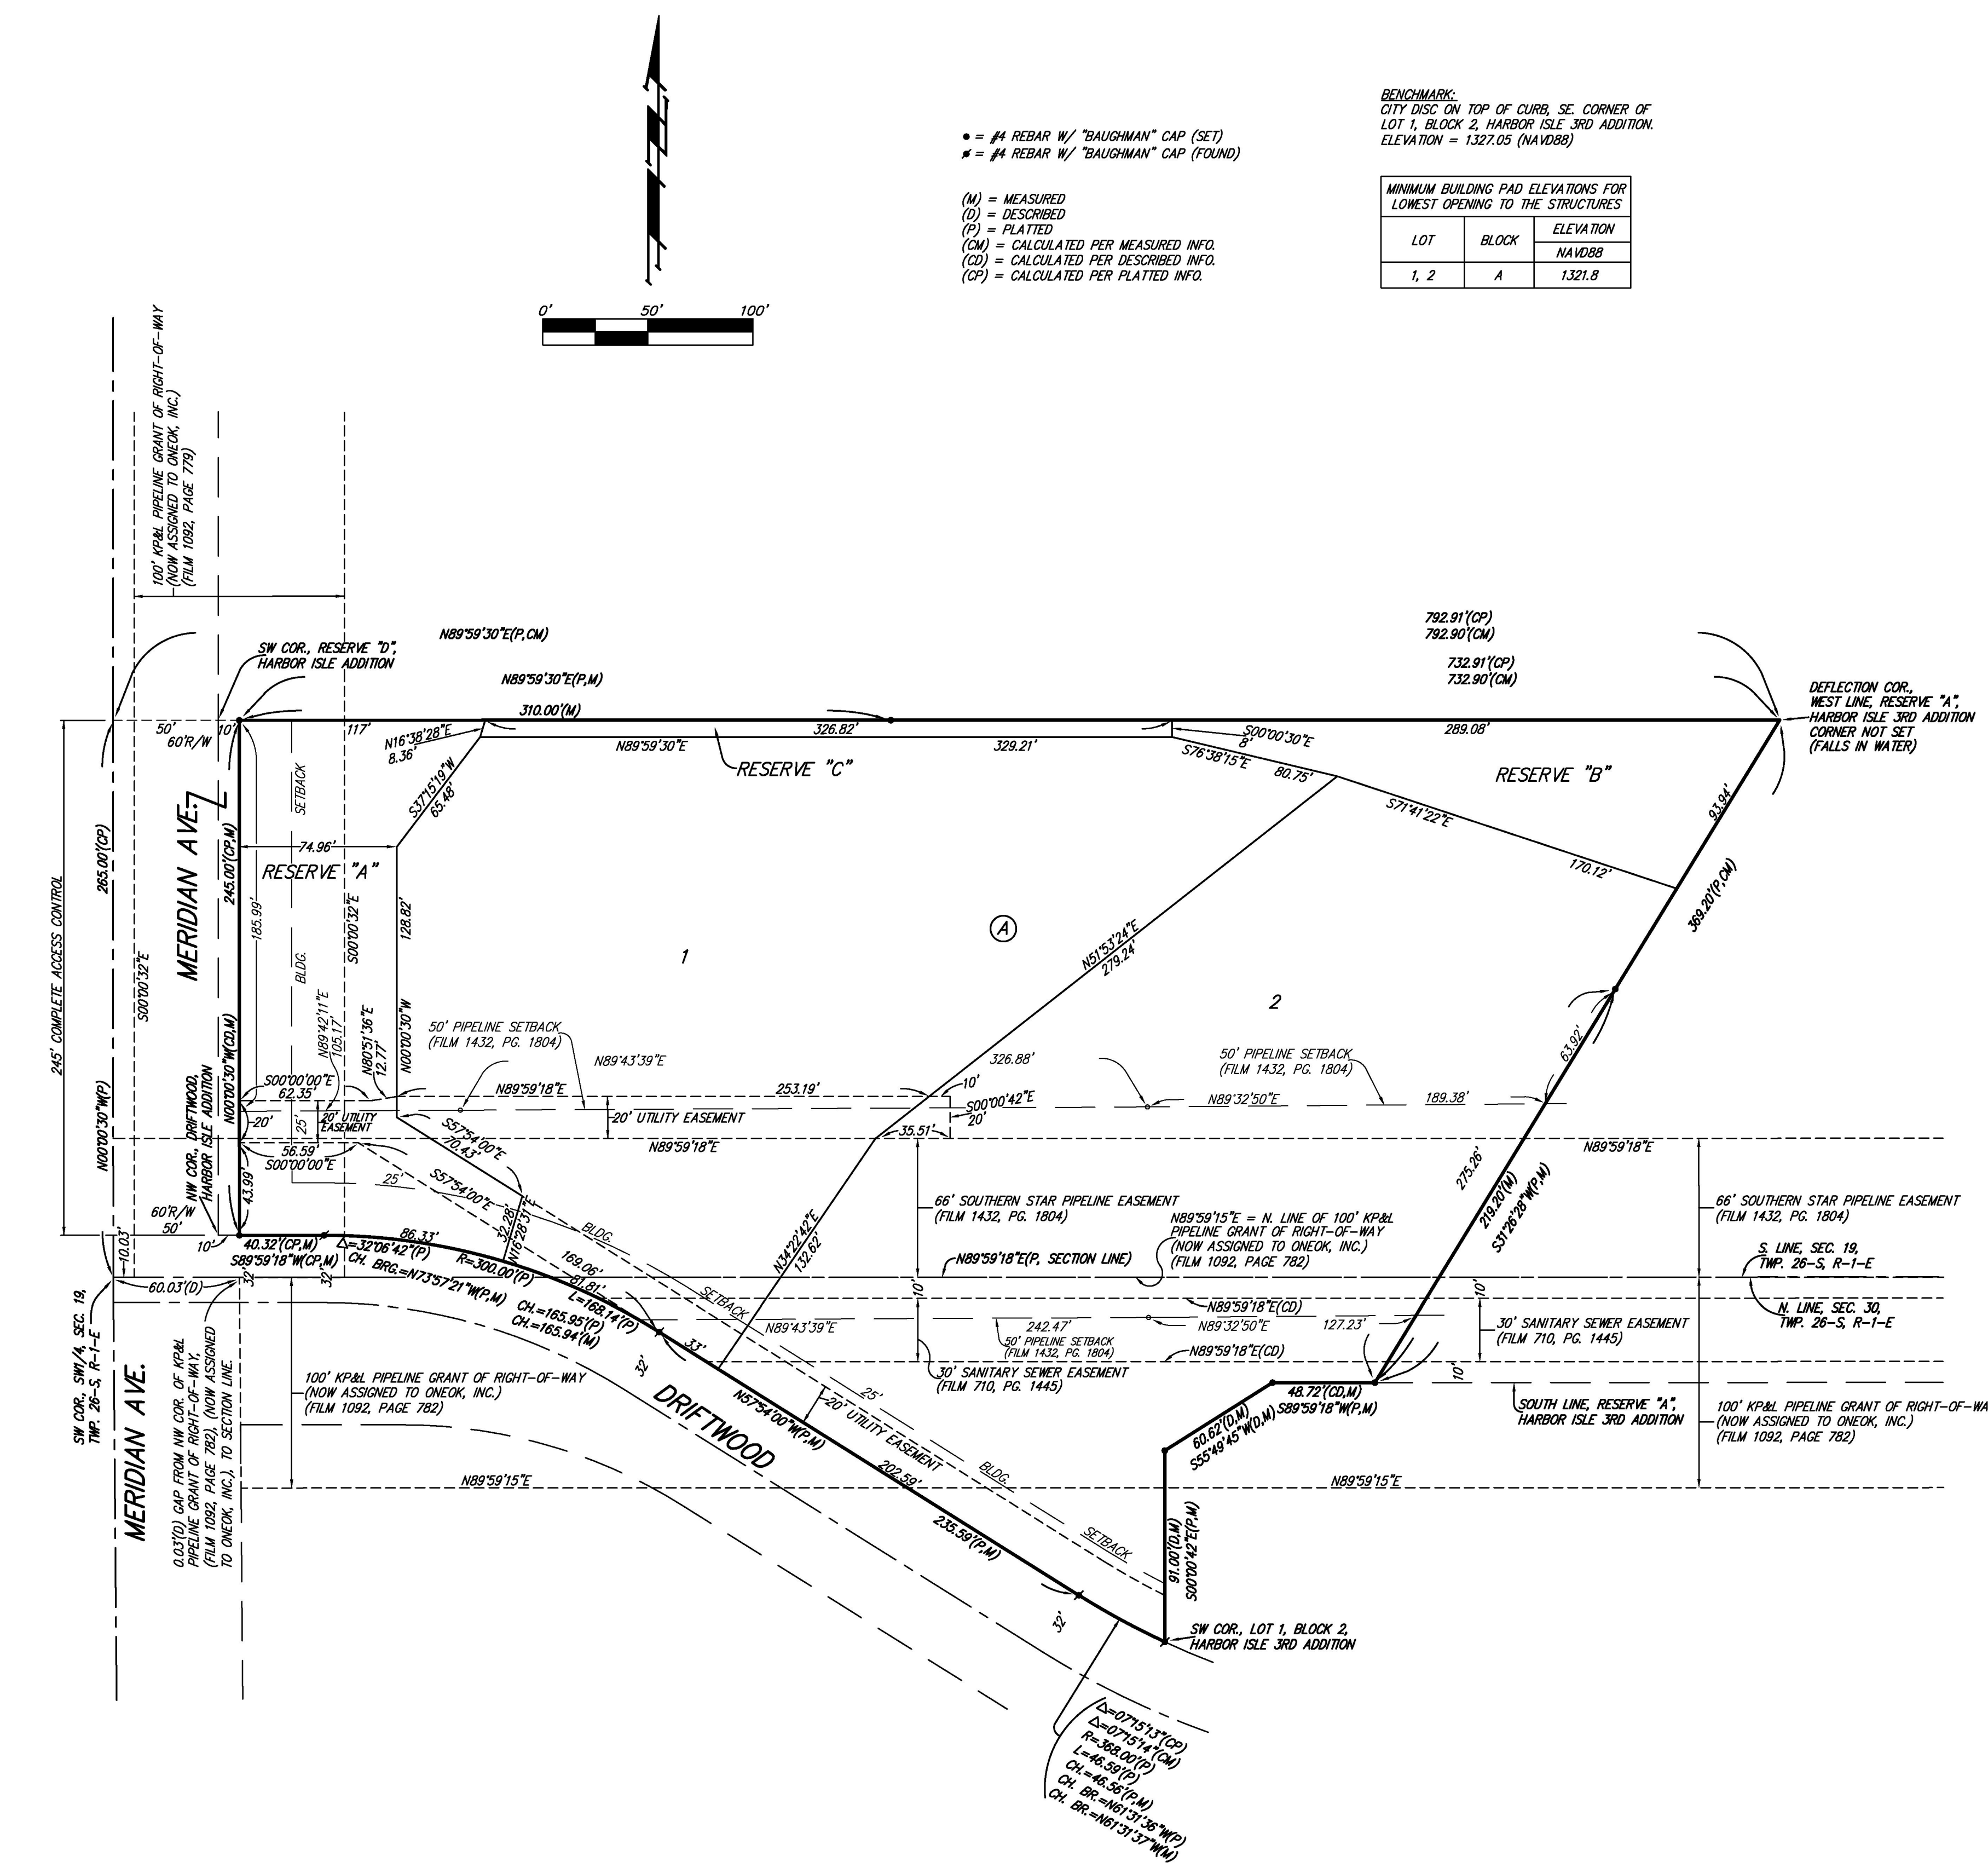 0' 50' 100'
● = #4 REBAR W/ "BAUGHMAN" CAP (SET)
= #4 REBAR W/ "BAUGHMAN" CAP (FOUND)
(M) = MEASURED
(D) = DESCRIBED
(P) = PLATTED
(CM) = CALCULATED PER MEASURED INFO.
(CD) = CALCULATED PER DESCRIBED INFO.
(CP) = CALCULATED PER PLATTED INFO.
BENCHMARK:
CITY DISC ON TOP OF CURB, SE. CORNER OF
LOT 1, BLOCK 2, HARBOR ISLE 3RD ADDITION.
ELEVATION = 1327.05 (NAVD88)
MINIMUM BUILDING PAD ELEVATIONS FOR
LOWEST OPENING TO THE STRUCTURES
LOT BLOCK ELEVATION
NAVD88
1, 2 A 1321.8
100' KP&L PIPELINE GRANT OF RIGHT-OF-WAY
(NOW ASSIGNED TO ONEOK, INC.)
(FILM 1092, PAGE 779)
SW COR., RESERVE "D",
HARBOR ISLE ADDITION
N89°59'30"E(P,CM)
792.91'(CP)
792.90'(CM)
N89°59'30"E(P,M)
732.91'(CP)
732.90'(CM)
310.00'(M)
DEFLECTION COR.,
WEST LINE, RESERVE "A",
HARBOR ISLE 3RD ADDITION
CORNER NOT SET
(FALLS IN WATER)
50'
10'
60'R/W
117'
326.82'
289.08'
N16°38'28"E
8.36'
N89°59'30"E
329.21'
S00°00'30"E
8'
RESERVE "C"
S76°38'15"E
80.75'
RESERVE "B"
S71°41'22"E
170.12'
93.94'
369.20'(P,CM)
S37°15'19"W
65.48'
74.96'
RESERVE "A"
SETBACK
BLDG.
MERIDIAN AVE.
245' COMPLETE ACCESS CONTROL
265.00'(CP)
N00°00'30"W(P)
S00°00'32"E
245.00'(CP,M)
N00°00'30"W(CD,M)
185.99'
S00°00'32"E
128.82'
N00°00'30"W
N89°42'11"E
105.17'
N80°51'36"E
12.77'
1
A
2
N51°53'24"E
279.24'
50' PIPELINE SETBACK
(FILM 1432, PG. 1804)
N89°43'39"E
326.88'
50' PIPELINE SETBACK
(FILM 1432, PG. 1804)
63.92'
N89°59'18"E
253.19'
10'
S00°00'42"E
20'
N89°32'50"E
189.38'
S00°00'00"E
62.35'
20'
25'
20' UTILITY
EASEMENT
56.59'
S00°00'00"E
20' UTILITY EASEMENT
N89°59'18"E
35.51'
N89°59'18"E
S57°54'00"E
70.43'
S57°54'00"E
25'
43.99'
NW COR., DRIFTWOOD,
HARBOR ISLE ADDITION
60'R/W
50'
10'
10.03'
60.03'(D)
32'
32'
40.32'(CP,M)
S89°59'18"W(CP,M)
86.33'
Δ=32°06'42"(P)
R=300.00'(P)
CH. BRG.=N73°57'21"W(P,M)
32.28'
N16°28'31"E
BLDG.
169.06'
81.81'
L=168.14'(P)
CH.=165.95'(P)
CH.=165.94'(M)
N34°22'42"E
132.62'
SETBACK
66' SOUTHERN STAR PIPELINE EASEMENT
(FILM 1432, PG. 1804)
N89°59'15"E = N. LINE OF 100' KP&L
PIPELINE GRANT OF RIGHT-OF-WAY
(NOW ASSIGNED TO ONEOK, INC.)
(FILM 1092, PG. 782)
N89°59'18"E(P, SECTION LINE)
275.26'
219.20'(M)
S31°26'28"W(P,M)
66' SOUTHERN STAR PIPELINE EASEMENT
(FILM 1432, PG. 1804)
S. LINE, SEC. 19,
TWP. 26-S, R-1-E
N. LINE, SEC. 30,
TWP. 26-S, R-1-E
10'
N89°59'18"E(CD)
10'
N89°43'39"E
242.47'
50' PIPELINE SETBACK
(FILM 1432, PG. 1804)
N89°32'50"E
127.23'
30' SANITARY SEWER EASEMENT
(FILM 710, PG. 1445)
N89°59'18"E(CD)
30' SANITARY SEWER EASEMENT
(FILM 710, PG. 1445)
10'
48.72'(CD,M)
S89°59'18"W(P,M)
60.62'(D,M)
S55°49'45"W(D,M)
SOUTH LINE, RESERVE "A",
HARBOR ISLE 3RD ADDITION
100' KP&L PIPELINE GRANT OF RIGHT-OF-WA
(NOW ASSIGNED TO ONEOK, INC.)
(FILM 1092, PAGE 782)
SW COR., SW1/4, SEC. 19,
TWP. 26-S, R-1-E
MERIDIAN AVE.
0.03'(D) GAP FROM NW COR. OF KP&L
PIPELINE GRANT OF RIGHT-OF-WAY,
(FILM 1092, PAGE 782), (NOW ASSIGNED
TO ONEOK, INC.), TO SECTION LINE.
100' KP&L PIPELINE GRANT OF RIGHT-OF-WAY
(NOW ASSIGNED TO ONEOK, INC.)
(FILM 1092, PAGE 782)
33'
32'
DRIFTWOOD
N57°54'00"W(P,M)
25'
20' UTILITY EASEMENT
202.59'
BLDG.
235.59'(P,M)
SETBACK
N89°59'15"E
N89°59'15"E
91.00'(D,M)
S00°00'42"E(P,M)
32'
SW COR., LOT 1, BLOCK 2,
HARBOR ISLE 3RD ADDITION
Δ=07°15'13"(CP)
Δ=07°15'14"(CM)
R=368.00'(P)
L=46.59'(P)
CH.=46.56'(P,M)
CH. BR.=N61°31'36"W(P)
CH. BR.=N61°31'37"W(M)